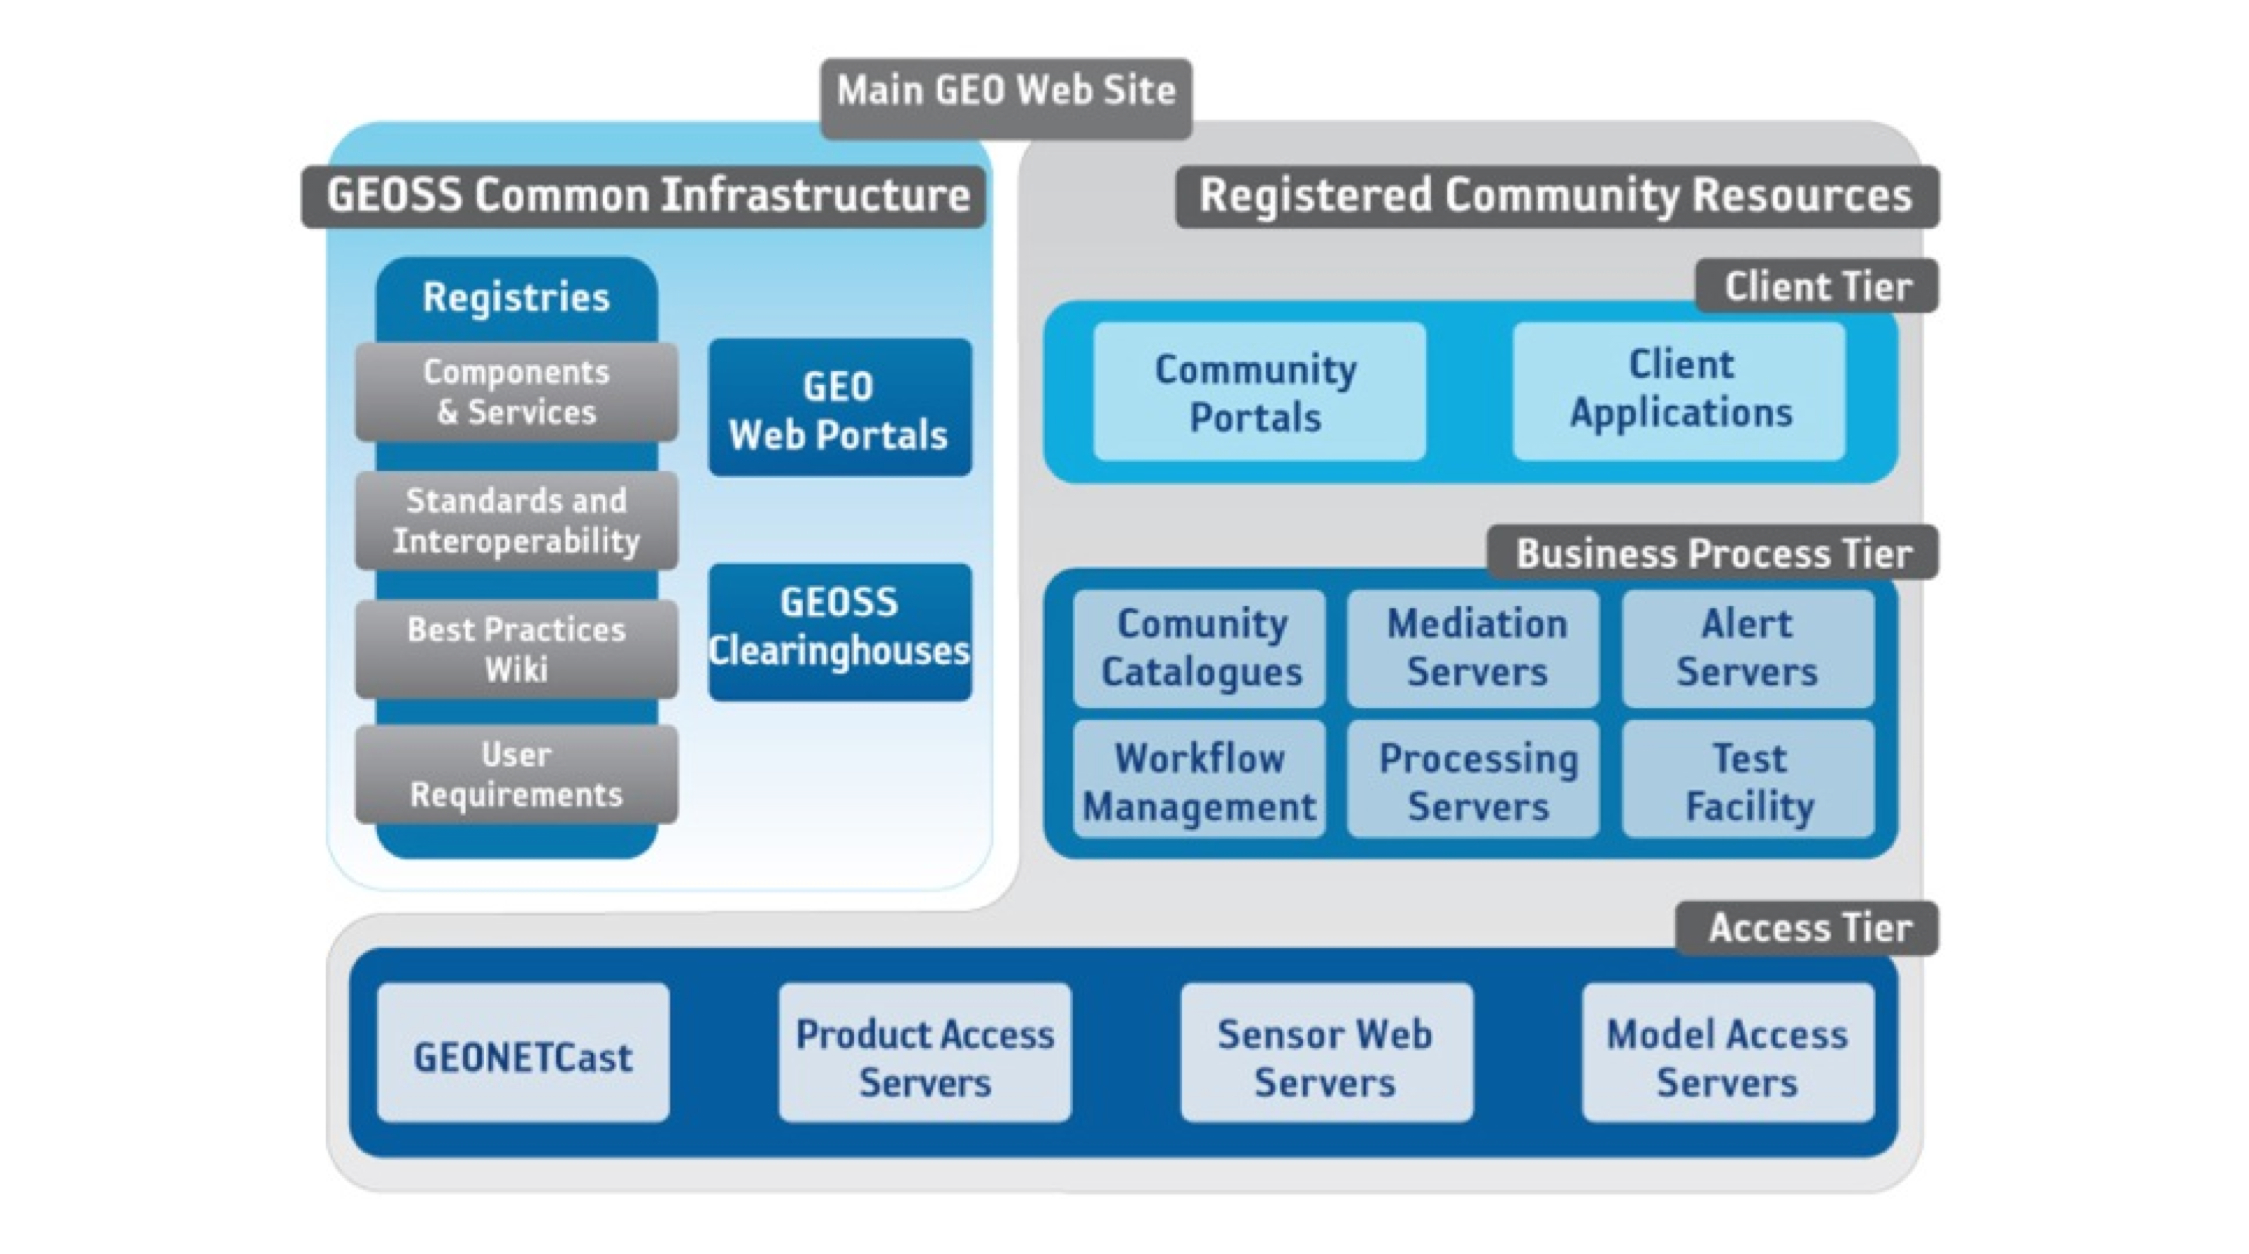 Main GEO Web Site
GEOSS Common Infrastructure
Registries
Components
& Services
Standards and
Interoperability
Best Practices
Wiki
User
Requirements
GEO
Web Portals
GEOSS
Clearinghouses
Registered Community Resources
Client Tier
Community
Portals
Client
Applications
Business Process Tier
Comunity
Catalogues
Mediation
Servers
Alert
Servers
Workflow
Management
Processing
Servers
Test
Facility
Access Tier
GEONETCast
Product Access
Servers
Sensor Web
Servers
Model Access
Servers